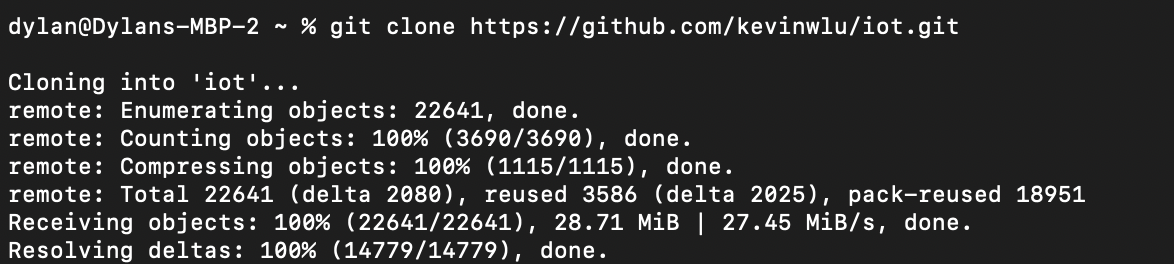 dylan@Dylans-MBP-2 ~ % git clone https://github.com/kevinwlu/iot.git
Cloning into 'iot'...
remote: Enumerating objects: 22641, done.
remote: Counting objects: 100% (3690/3690), done.
remote: Compressing objects: 100% (1115/1115), done.
remote: Total 22641 (delta 2080), reused 3586 (delta 2025), pack-reused 18951
Receiving objects: 100% (22641/22641), 28.71 MiB | 27.45 MiB/s, done.
Resolving deltas: 100% (14779/14779), done.